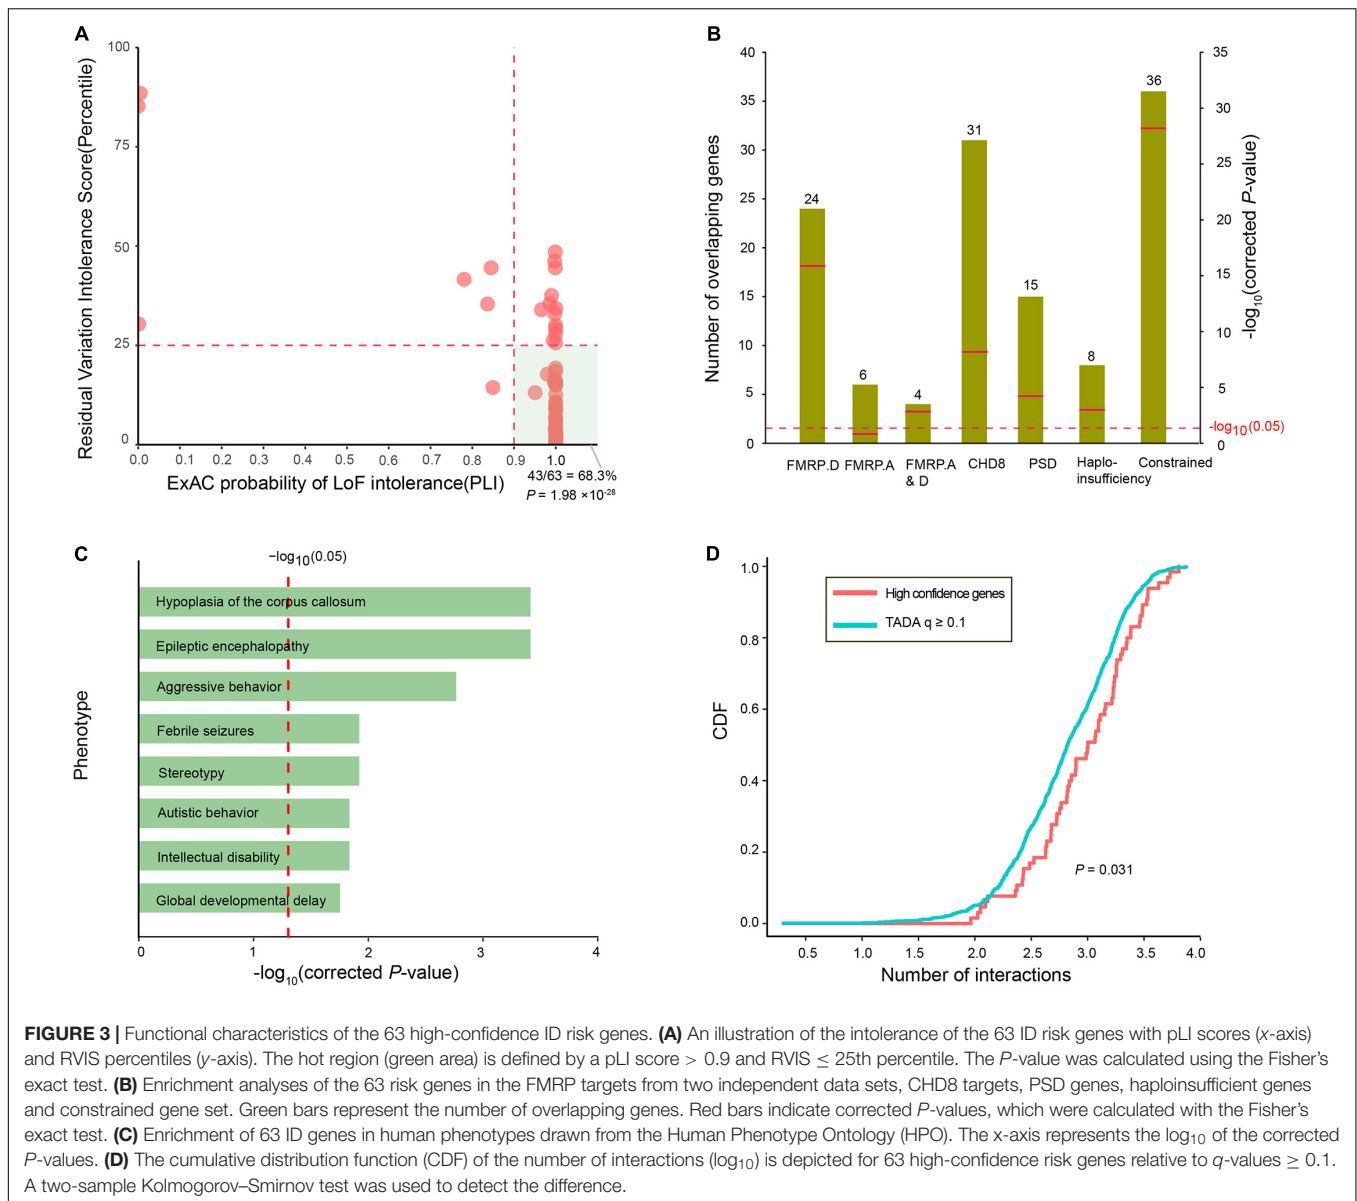 A
Residual Variation Intolerance Score(Percentile)
100
75
50
25
0
0.0 0.1 0.2 0.3 0.4 0.5 0.6 0.7 0.8 0.9 1.0
ExAC probability of LoF intolerance(PLI)
43/63 = 68.3%
P = 1.98 ×10-28
B
Number of overlapping genes
40
35
30
25
20
15
10
5
0
24
6
4
31
15
8
36
35
30
25
20
15
10
5
0
-log10(corrected P-value)
-log10(0.05)
FMRP.D FMRP.A FMRP.A CHD8 PSD Haplo- Constrained
& D insufficiency
C
−log10(0.05)
Phenotype
Hypoplasia of the corpus callosum
Epileptic encephalopathy
Aggressive behavior
Febrile seizures
Stereotypy
Autistic behavior
Intellectual disability
Global developmental delay
0 1 2 3 4
-log10(corrected P-value)
D
CDF
1.0
0.8
0.6
0.4
0.2
0.0
High confidence genes
TADA q ≥ 0.1
P = 0.031
0.5 1.0 1.5 2.0 2.5 3.0 3.5 4.0
Number of interactions
FIGURE 3 | Functional characteristics of the 63 high-confidence ID risk genes. (A) An illustration of the intolerance of the 63 ID risk genes with pLI scores (x-axis)
and RVIS percentiles (y-axis). The hot region (green area) is defined by a pLI score > 0.9 and RVIS ≤ 25th percentile. The P-value was calculated using the Fisher's
exact test. (B) Enrichment analyses of the 63 risk genes in the FMRP targets from two independent data sets, CHD8 targets, PSD genes, haploinsufficient genes
and constrained gene set. Green bars represent the number of overlapping genes. Red bars indicate corrected P-values, which were calculated with the Fisher's
exact test. (C) Enrichment of 63 ID genes in human phenotypes drawn from the Human Phenotype Ontology (HPO). The x-axis represents the log10 of the corrected
P-values. (D) The cumulative distribution function (CDF) of the number of interactions (log10) is depicted for 63 high-confidence risk genes relative to q-values ≥ 0.1.
A two-sample Kolmogorov–Smirnov test was used to detect the difference.